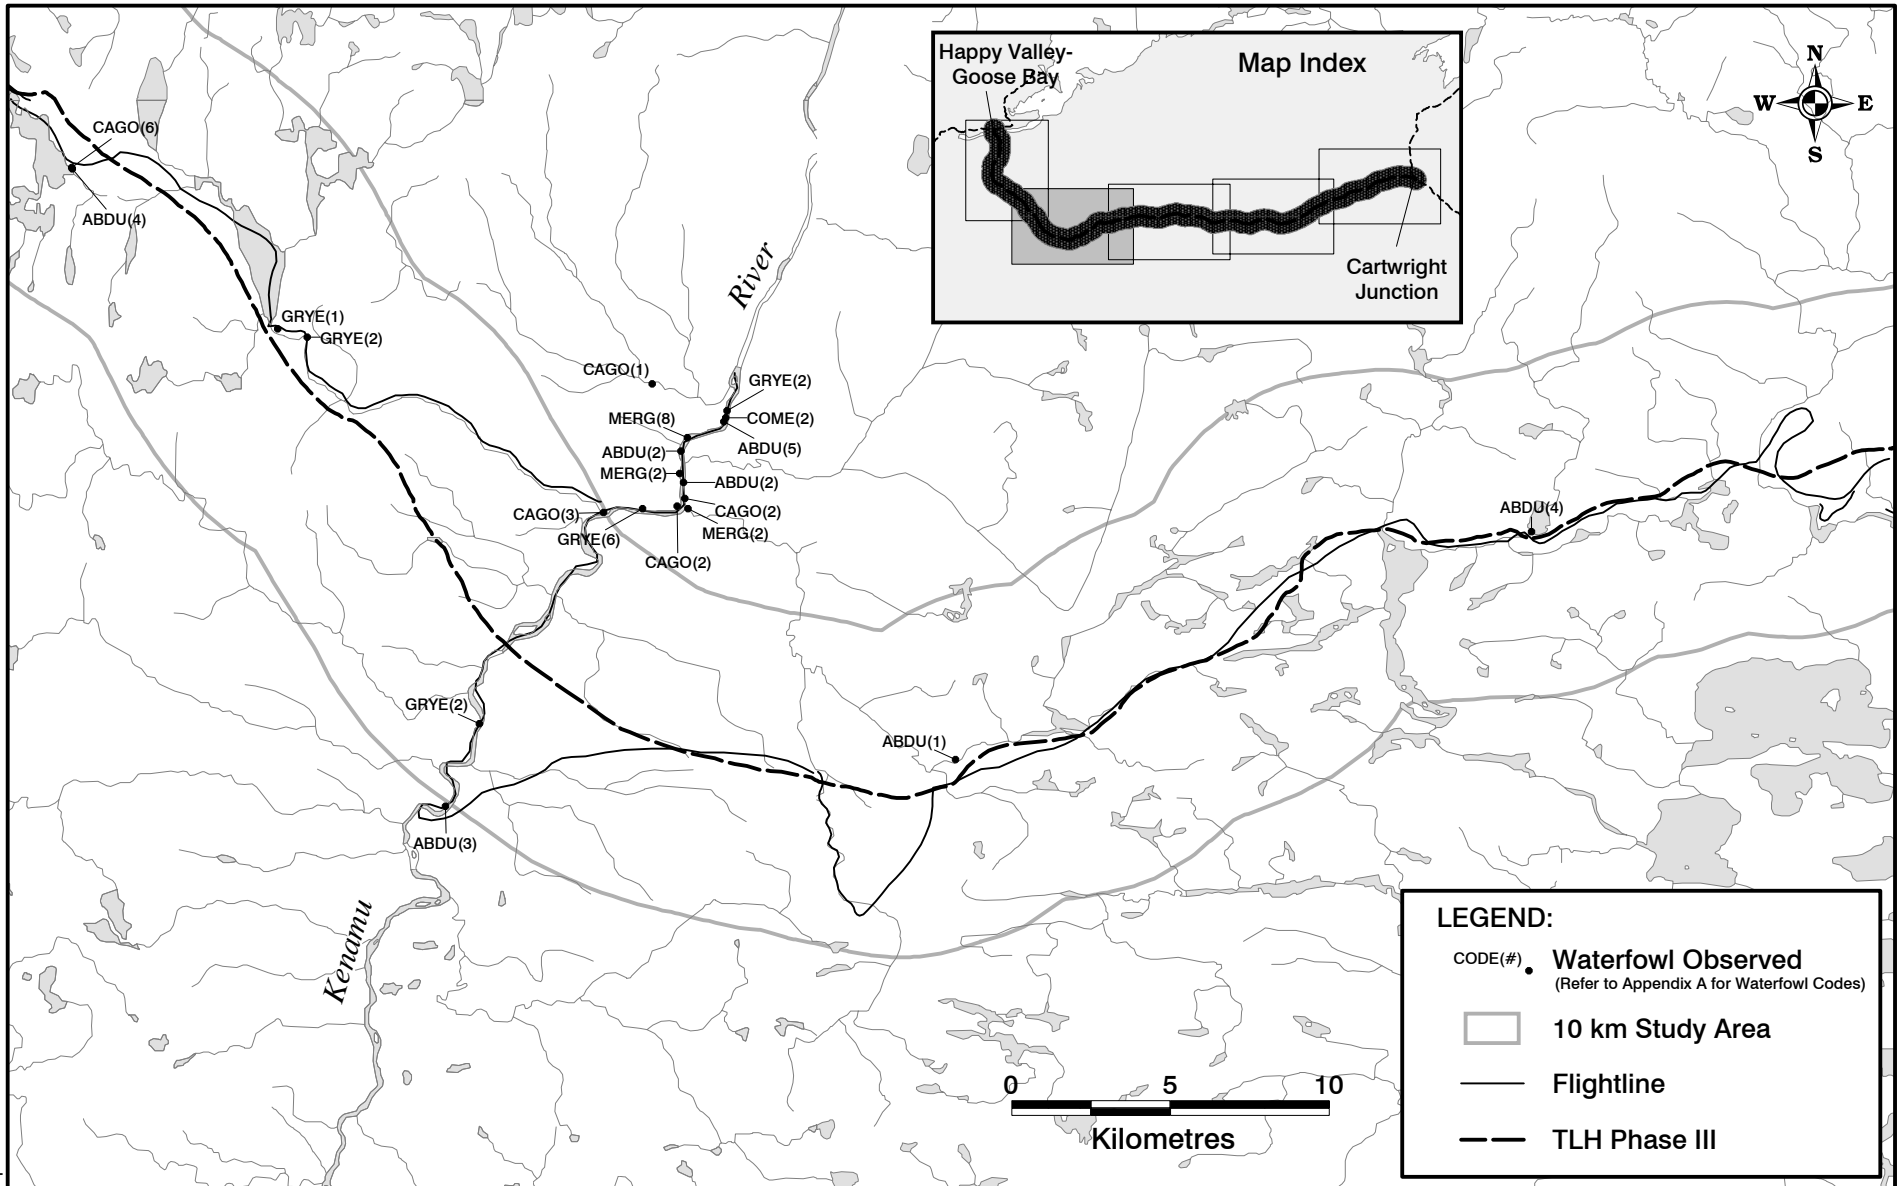 Happy Valley-
Goose Bay
Map Index
Cartwright
Junction
N
W
E
S
CAGO(6)
ABDU(4)
River
GRYE(1)
GRYE(2)
CAGO(1)
GRYE(2)
MERG(8)
COME(2)
ABDU(5)
ABDU(2)
MERG(2)
ABDU(2)
CAGO(3)
CAGO(2)
GRYE(6)
MERG(2)
CAGO(2)
ABDU(4)
GRYE(2)
ABDU(1)
ABDU(3)
Kenamu
LEGEND:
CODE(#)
Waterfowl Observed
(Refer to Appendix A for Waterfowl Codes)
10 km Study Area
Flightline
TLH Phase III
0 5 10
Kilometres